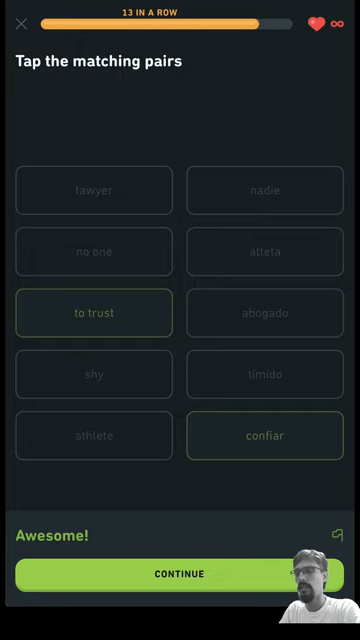 13 IN A ROW
Tap the matching pairs
lawyer
nadie
no one
atleta
to trust
abogado
shy
tímido
athlete
confiar
Awesome!
CONTINUE